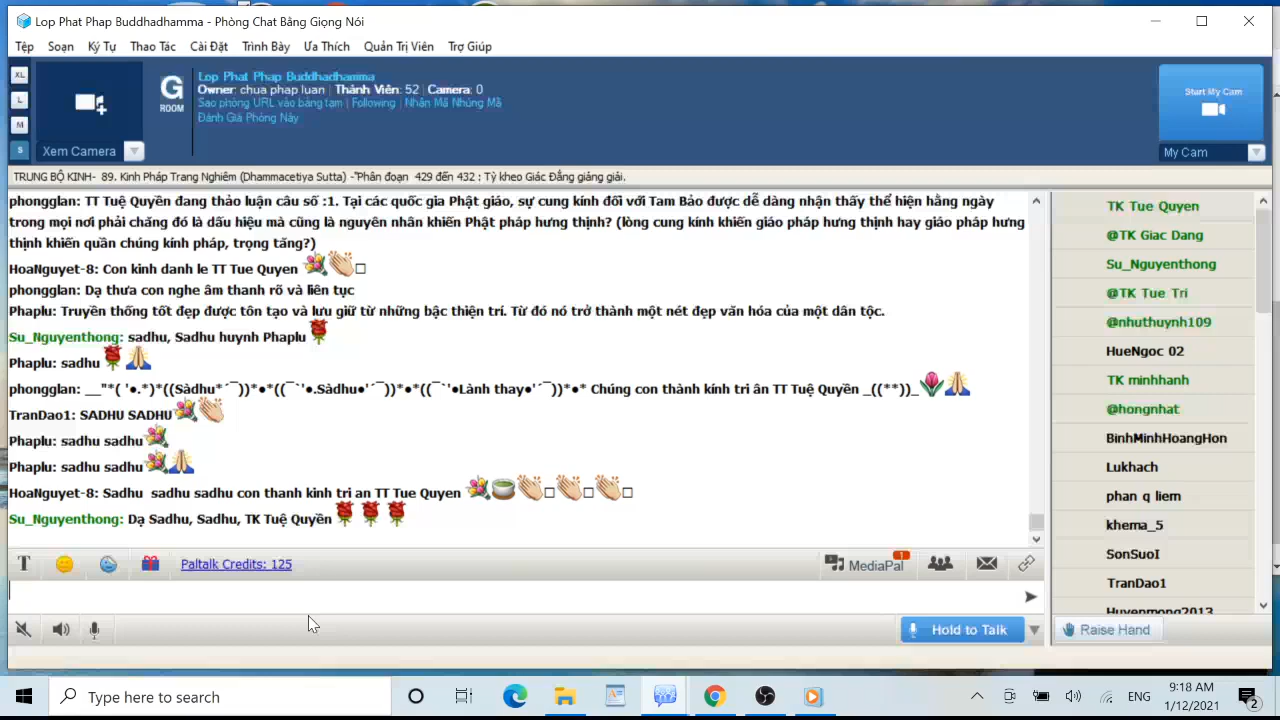 Lop Phat Phap Buddhadhamma - Phòng Chat Bằng Giọng Nói
Tệp Soạn Ký Tự Thao Tác Cài Đặt Trình Bày Ưa Thích Quản Trị Viên Trợ Giúp
XL
L
M
S
Xem Camera
G
ROOM
Lop Phat Phap Buddhadhamma
Owner: chua phap luan | Thành Viên: 52 | Camera: 0
Sao phòng URL vào bảng tạm | Following | Nhấn Mã Nhúng Mã
Đánh Giá Phòng Này
Start My Cam
My Cam
TRUNG BỘ KINH- 89. Kinh Pháp Trang Nghiêm (Dhammacetiya Sutta) -"Phân đoạn 429 đến 432 : Tỳ kheo Giác Đẳng giảng giải.
phongglan: TT Tuệ Quyền đang thảo luận câu số :1. Tại các quốc gia Phật giáo, sự cung kính đối với Tam Bảo được dễ dàng nhận thấy thể hiện hằng ngày
trong mọi nơi phải chăng đó là dấu hiệu mà cũng là nguyên nhân khiến Phật pháp hưng thịnh? (lòng cung kính khiến giáo pháp hưng thịnh hay giáo pháp hưng
thịnh khiến quần chúng kính pháp, trọng tăng?)
HoaNguyet-8: Con kinh danh le TT Tue Quyen
phongglan: Dạ thưa con nghe âm thanh rõ và liên tục
Phaplu: Truyền thống tốt đẹp được tôn tạo và lưu giữ từ những bậc thiện trí. Từ đó nó trở thành một nét đẹp văn hóa của một dân tộc.
Su_Nguyenthong: sadhu, Sadhu huynh Phaplu
Phaplu: sadhu
phongglan: __"*( '●.*)*((Sàdhu*´¯))*●*((¯`'●.Sàdhu●'´¯))*●*((¯`'●Lành thay●'´¯))*●* Chúng con thành kính tri ân TT Tuệ Quyền _((**))_
TranDao1: SADHU SADHU
Phaplu: sadhu sadhu
Phaplu: sadhu sadhu
HoaNguyet-8: Sadhu sadhu sadhu con thanh kinh tri an TT Tue Quyen
Su_Nguyenthong: Dạ Sadhu, Sadhu, TK Tuệ Quyền
TK Tue Quyen
@TK Giac Dang
Su_Nguyenthong
@TK Tue Tri
@nhuthuynh109
HueNgoc 02
TK minhhanh
@hongnhat
BinhMinhHoangHon
Lukhach
phan q liem
khema_5
SonSuoI
TranDao1
Huyenmong2013
T Paltalk Credits: 125 MediaPal 1
Hold to Talk
Raise Hand
Type here to search
ENG
9:18 AM
1/12/2021
2